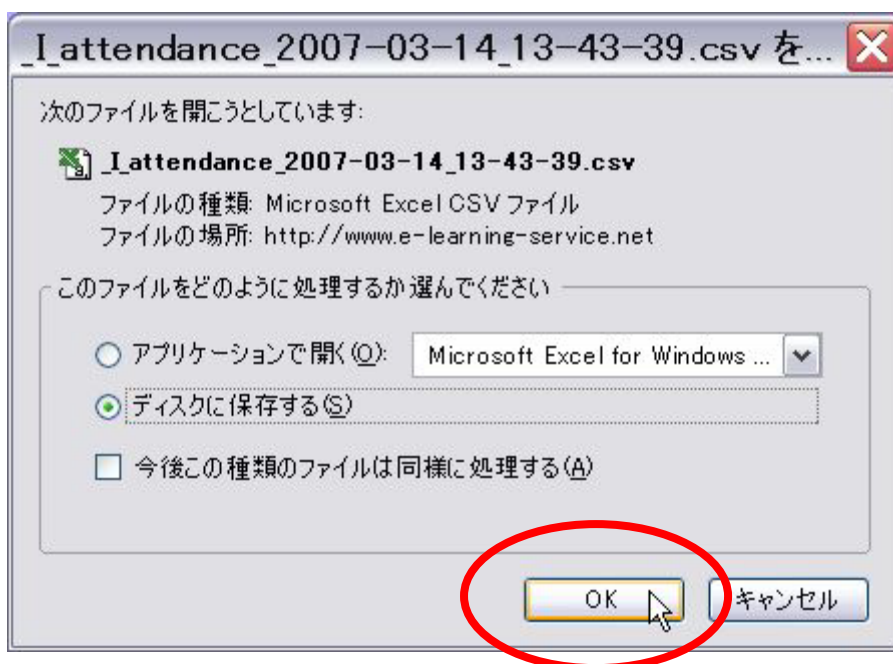 _I_attendance_2007-03-14_13-43-39.csv を...
次のファイルを開こうとしています:
_I_attendance_2007-03-14_13-43-39.csv
ファイルの種類: Microsoft Excel CSV ファイル
ファイルの場所: http://www.e-learning-service.net
このファイルをどのように処理するか選んでください
アプリケーションで開く(O): Microsoft Excel for Windows ...
ディスクに保存する(S)
今後この種類のファイルは同様に処理する(A)
OK キャンセル